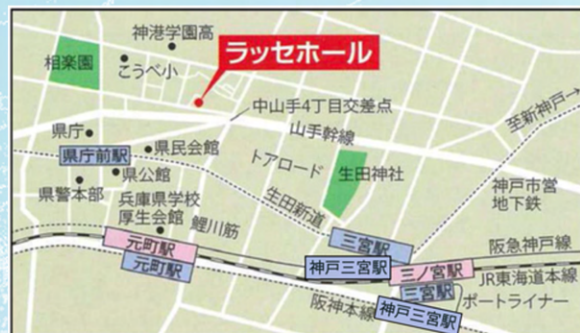 神港学園高
ラッセホール
相楽園
こうべ小
中山手4丁目交差点
至新神戸→
県庁
山手幹線
県民会館
県庁前駅
トアロード
生田神社
県公館
県警本部
神戸市営
地下鉄
兵庫県学校
厚生会館
生田新道
鯉川筋
三宮駅
元町駅
阪急神戸線
神戸三宮駅
三ノ宮駅
元町駅
JR東海道本線
三宮駅
ポートライナー
阪神本線
神戸三宮駅